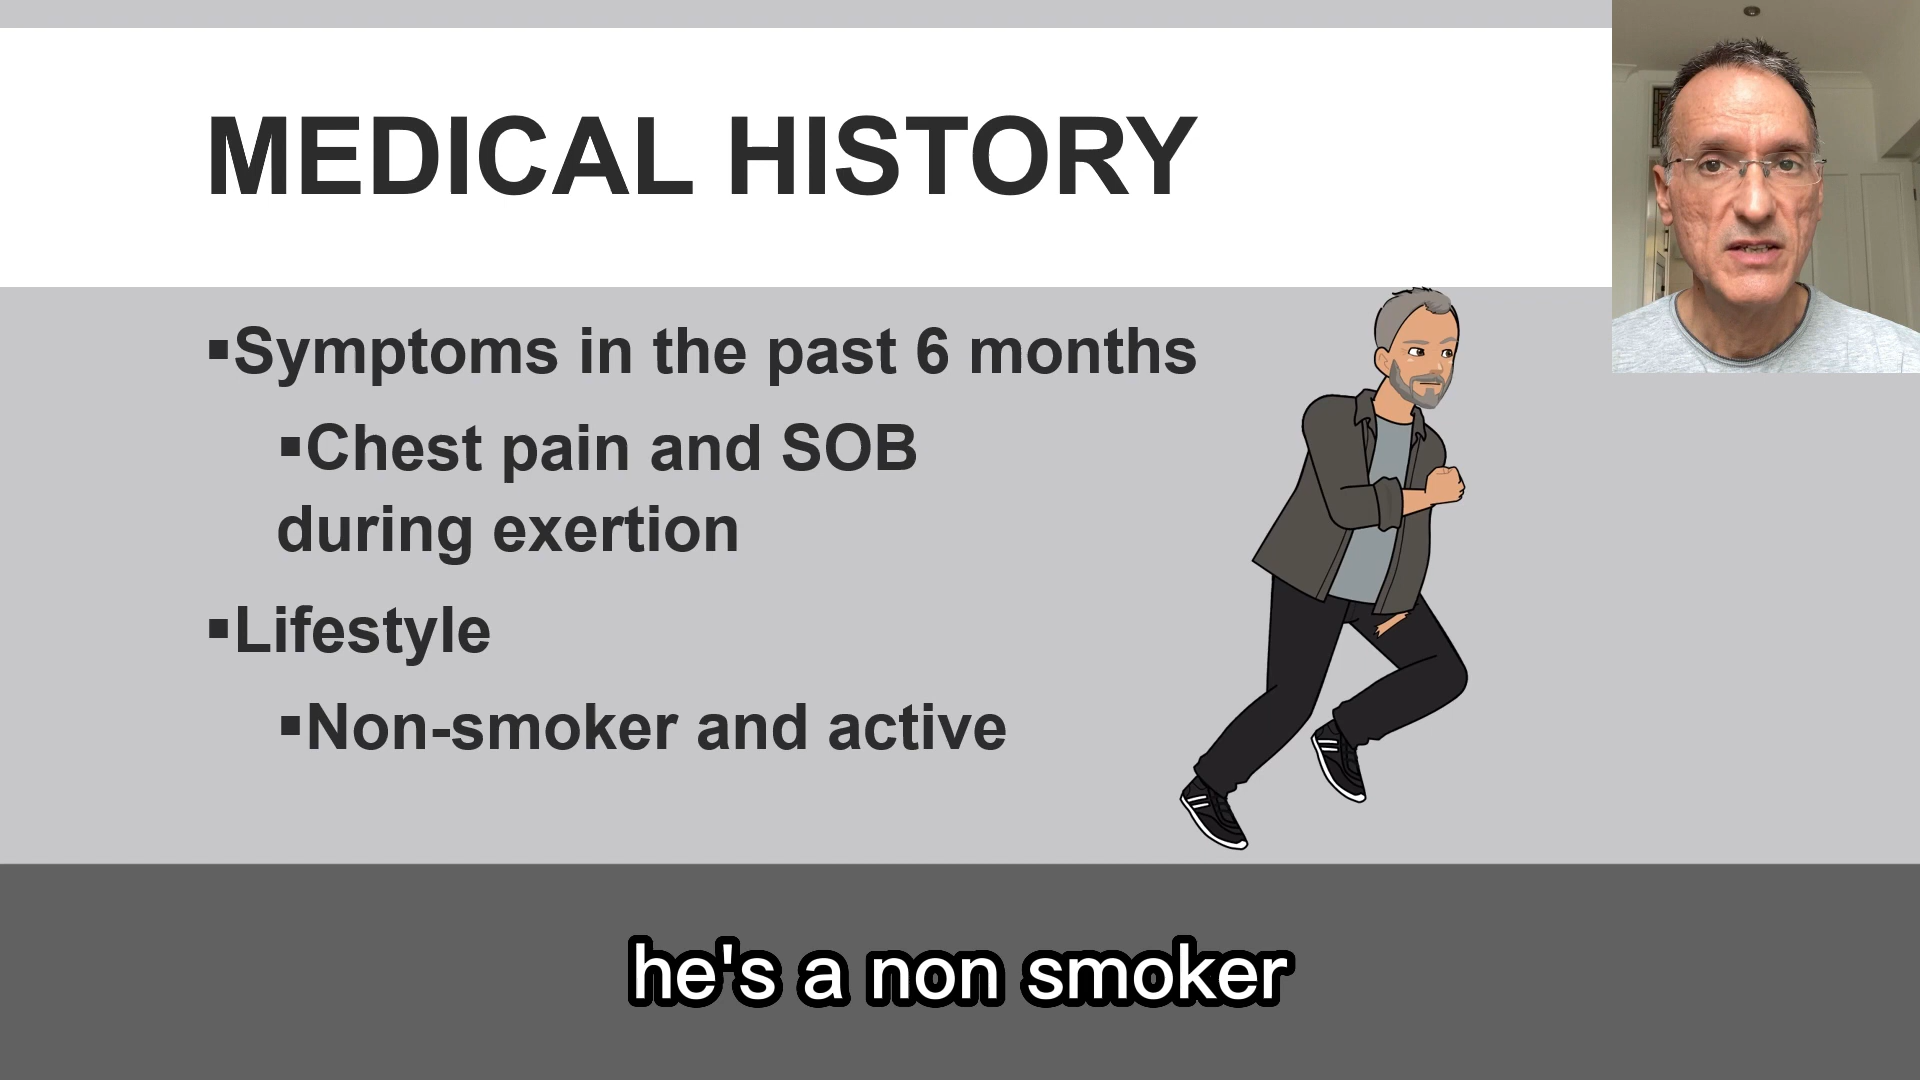 MEDICAL HISTORY
▪Symptoms in the past 6 months
▪Chest pain and SOB
during exertion
▪Lifestyle
▪Non-smoker and active
he's a non smoker